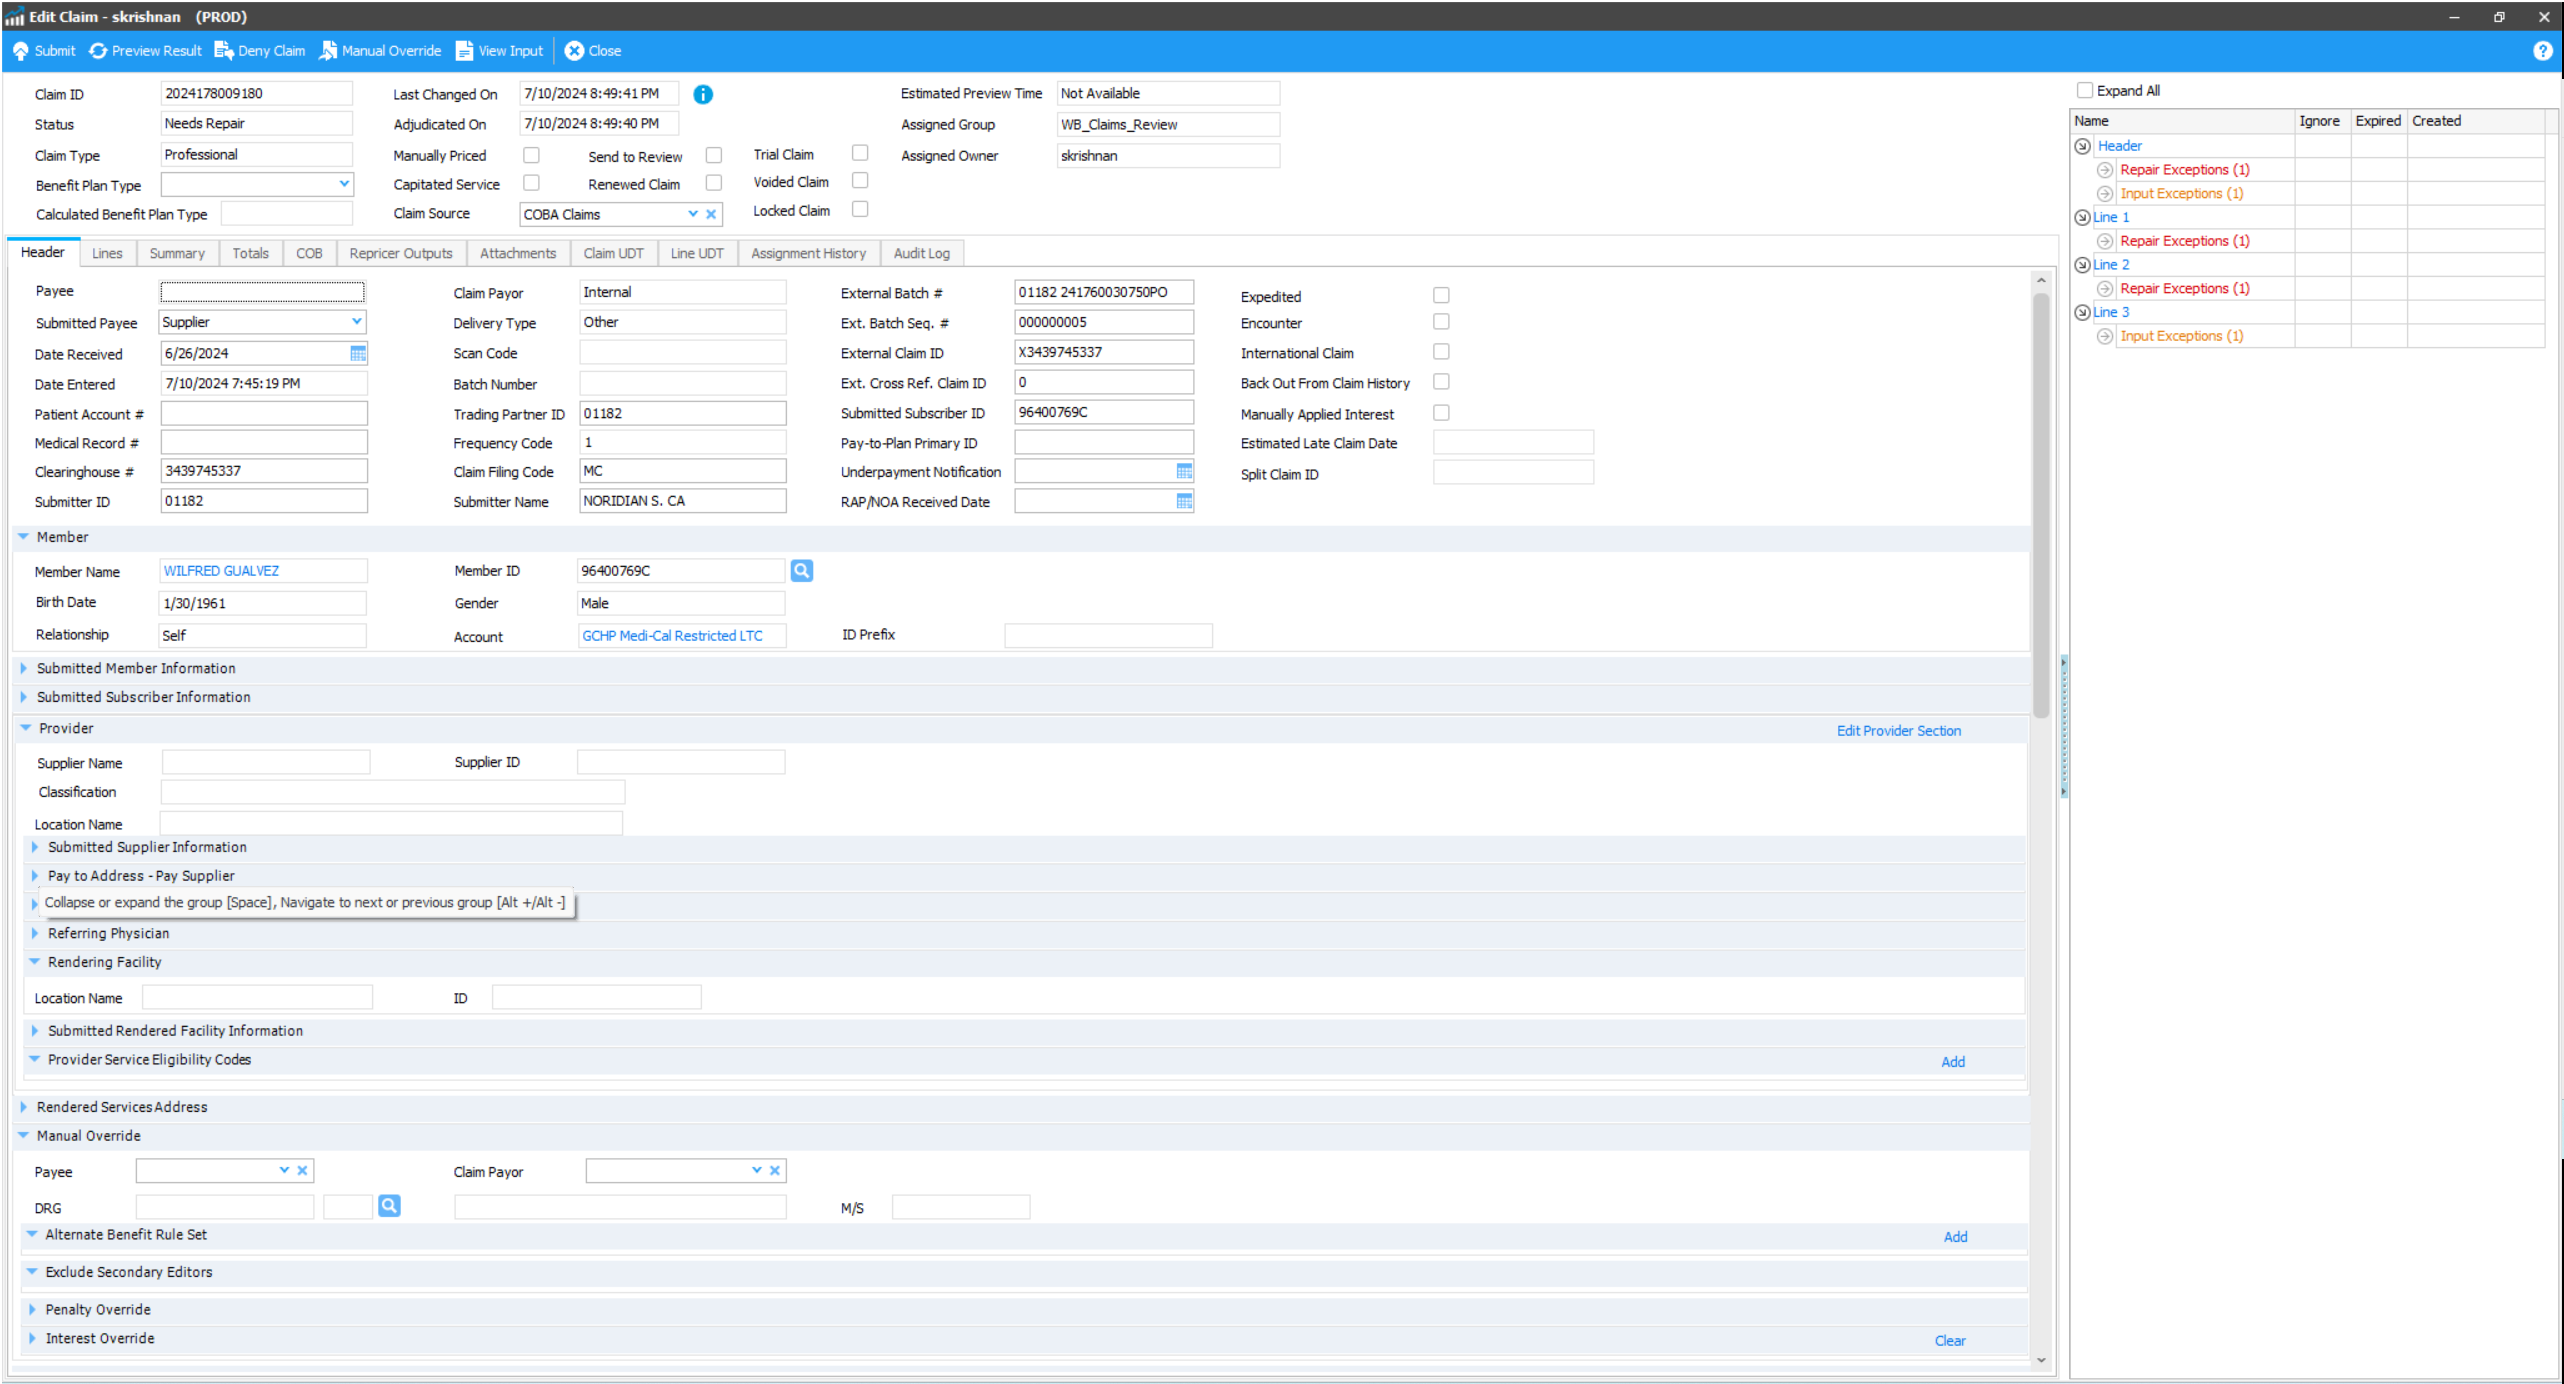 Edit Claim - skrishnan (PROD)
Submit Preview Result Deny Claim Manual Override View Input Close
Claim ID 2024178009180 Last Changed On 7/10/2024 8:49:41 PM Estimated Preview Time Not Available
Status Needs Repair Adjudicated On 7/10/2024 8:49:40 PM Assigned Group WB_Claims_Review
Claim Type Professional Manually Priced Send to Review Trial Claim Assigned Owner skrishnan
Benefit Plan Type Capitated Service Renewed Claim Voided Claim
Calculated Benefit Plan Type Claim Source COBA Claims Locked Claim
Header Lines Summary Totals COB Repricer Outputs Attachments Claim UDT Line UDT Assignment History Audit Log
Payee Claim Payor Internal External Batch # 01182 241760030750PO Expedited
Submitted Payee Supplier Delivery Type Other Ext. Batch Seq. # 000000005 Encounter
Date Received 6/26/2024 Scan Code External Claim ID X3439745337 International Claim
Date Entered 7/10/2024 7:45:19 PM Batch Number Ext. Cross Ref. Claim ID 0 Back Out From Claim History
Patient Account # Trading Partner ID 01182 Submitted Subscriber ID 96400769C Manually Applied Interest
Medical Record # Frequency Code 1 Pay-to-Plan Primary ID Estimated Late Claim Date
Clearinghouse # 3439745337 Claim Filing Code MC Underpayment Notification Split Claim ID
Submitter ID 01182 Submitter Name NORIDIAN S. CA RAP/NOA Received Date
Member
Member Name WILFRED GUALVEZ Member ID 96400769C
Birth Date 1/30/1961 Gender Male
Relationship Self Account GCHP Medi-Cal Restricted LTC ID Prefix
Submitted Member Information
Submitted Subscriber Information
Provider Edit Provider Section
Supplier Name Supplier ID
Classification
Location Name
Submitted Supplier Information
Pay to Address - Pay Supplier
Collapse or expand the group [Space], Navigate to next or previous group [Alt +/Alt -]
Referring Physician
Rendering Facility
Location Name ID
Submitted Rendered Facility Information
Provider Service Eligibility Codes Add
Rendered Services Address
Manual Override
Payee Claim Payor
DRG M/S
Alternate Benefit Rule Set Add
Exclude Secondary Editors
Penalty Override
Interest Override Clear
Expand All
Name Ignore Expired Created
Header
Repair Exceptions (1)
Input Exceptions (1)
Line 1
Repair Exceptions (1)
Line 2
Repair Exceptions (1)
Line 3
Input Exceptions (1)